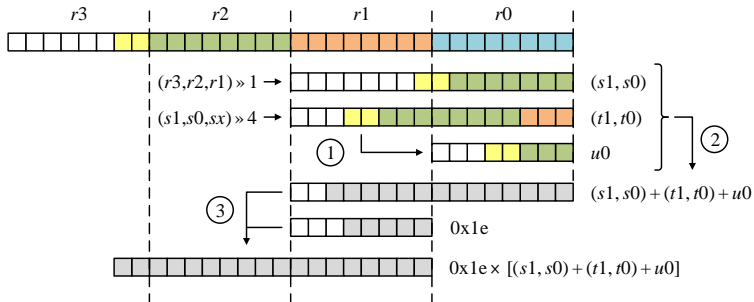 r3 r2 r1 r0
(r3,r2,r1) » 1 (s1, s0)
(s1,s0,sx) » 4 (t1, t0)
1 u0 2
(s1, s0) + (t1, t0) + u0
3
0x1e
0x1e × [(s1, s0) + (t1, t0) + u0]